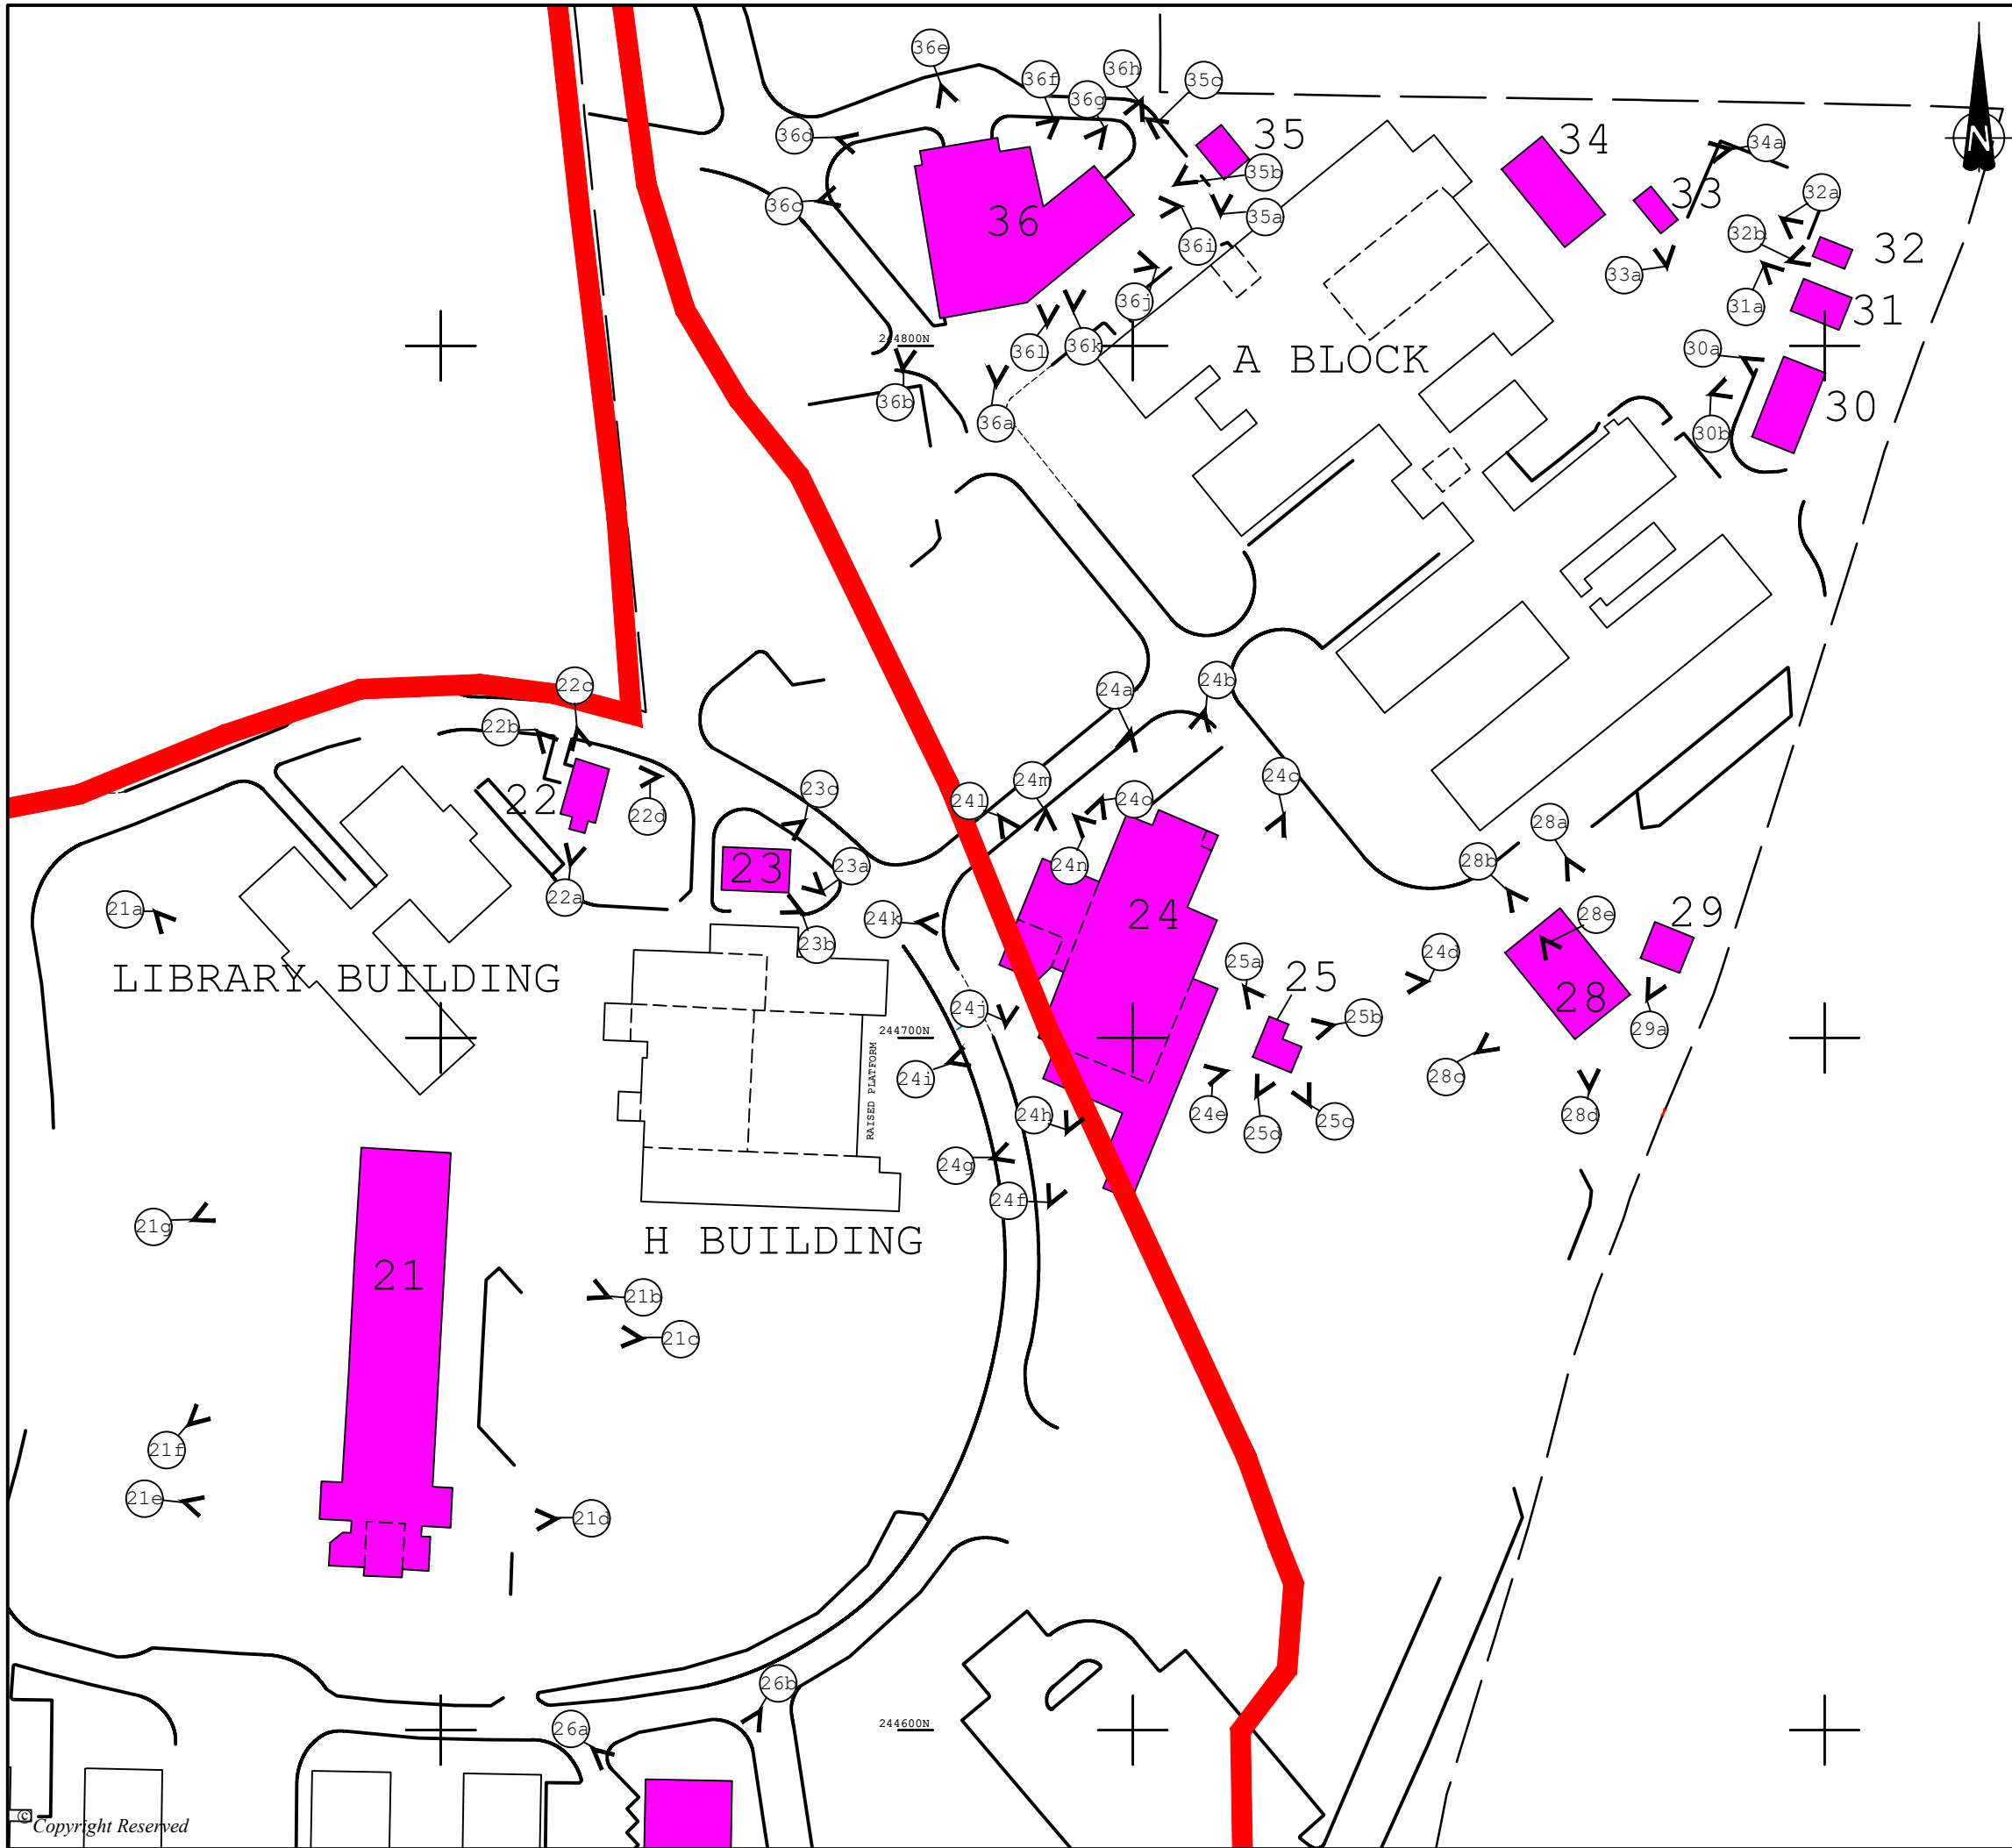 36e
36f
36h
35c
36g
36d
35
34
34a
35b
N
36c
36
35a
33
32a
32b
36i
32
33a
36j
31a
31
244800N
36l
36k
A BLOCK
30a
36b
30
36a
30b
22c
24a
24b
22b
24m
24c
23c
24l
24o
22
22d
28a
23
23a
24n
28b
22a
21a
24k
24
28e
29
23b
24d
25a
25
LIBRARY BUILDING
28
24j
25b
244700N
29a
RAISED PLATFORM
24i
28c
24h
24e
25d
25c
28d
24g
24f
21g
H BUILDING
21
21b
21c
21f
21e
21d
26b
26a
244600N
© Copyright Reserved